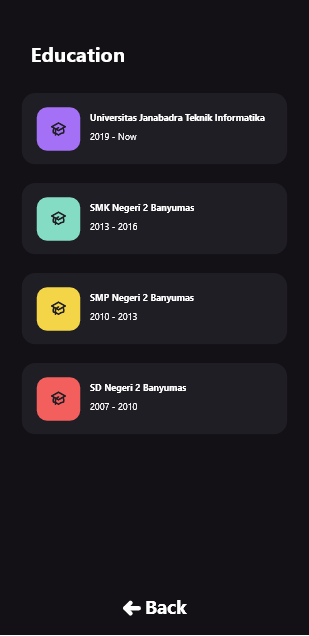 Education
Universitas Janabadra Teknik Informatika
2019 - Now
SMK Negeri 2 Banyumas
2013 - 2016
SMP Negeri 2 Banyumas
2010 - 2013
SD Negeri 2 Banyumas
2007 - 2010
Back